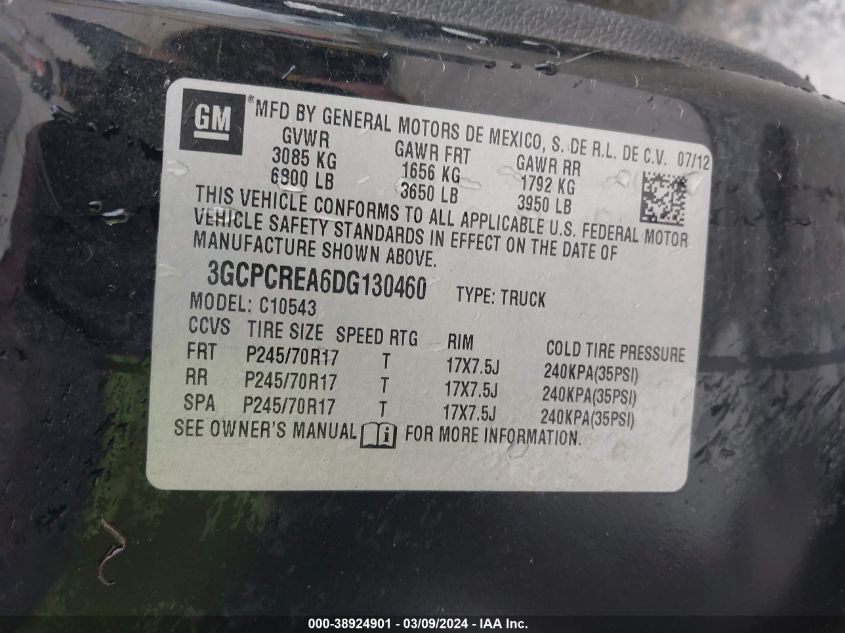 GM
®MFD BY GENERAL MOTORS DE MEXICO, S. DE R.L. DE C.V. 07/12
GVWR GAWR FRT GAWR RR
3085 KG 1656 KG 1792 KG
6800 LB 3650 LB 3950 LB
THIS VEHICLE CONFORMS TO ALL APPLICABLE U.S. FEDERAL MOTOR
VEHICLE SAFETY STANDARDS IN EFFECT ON THE DATE OF
MANUFACTURE SHOWN ABOVE.
3GCPCREA6DG130460 TYPE: TRUCK
MODEL: C10543
CCVS TIRE SIZE SPEED RTG RIM COLD TIRE PRESSURE
FRT P245/70R17 T 17X7.5J 240KPA(35PSI)
RR P245/70R17 T 17X7.5J 240KPA(35PSI)
SPA P245/70R17 T 17X7.5J 240KPA(35PSI)
SEE OWNER'S MANUAL FOR MORE INFORMATION.
000-38924901 - 03/09/2024 - IAA Inc.